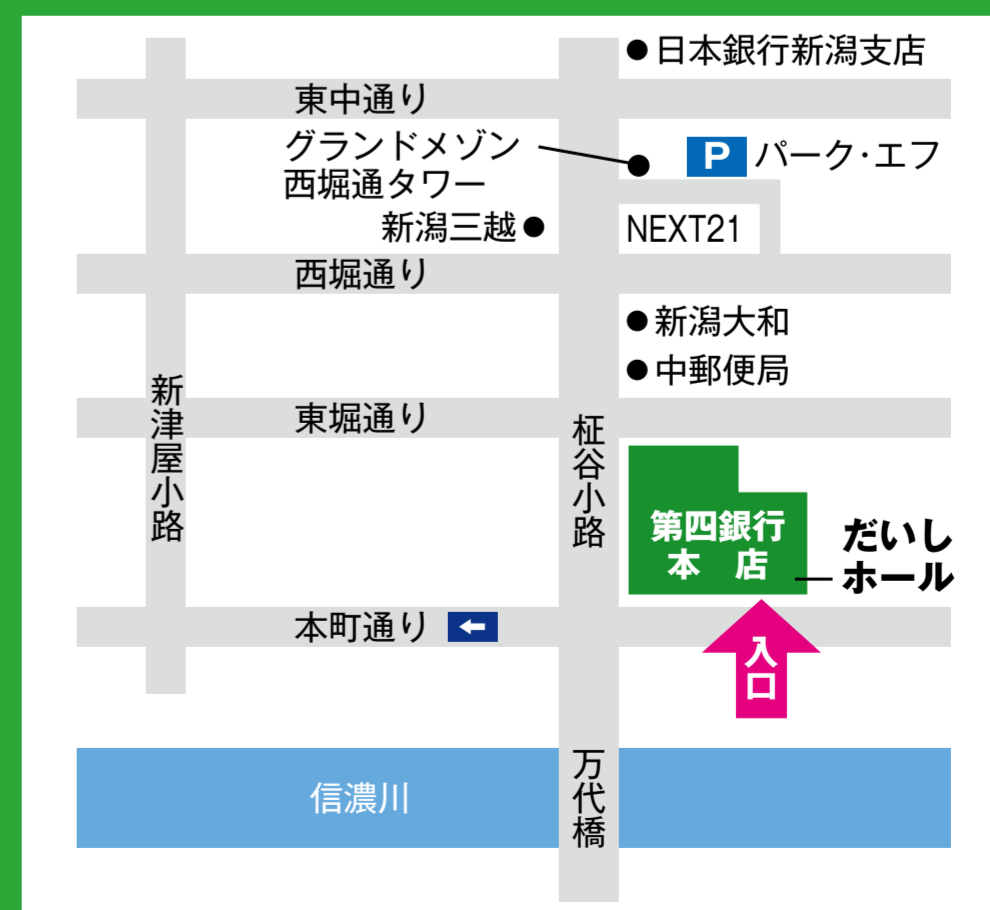 日本銀行新潟支店
東中通り
グランドメゾン
西堀通タワー
P パーク・エフ
新潟三越
NEXT21
西堀通り
新潟大和
中郵便局
新津屋小路
東堀通り
柾谷小路
第四銀行
本店
だいし
ホール
本町通り
入口
信濃川
万代橋